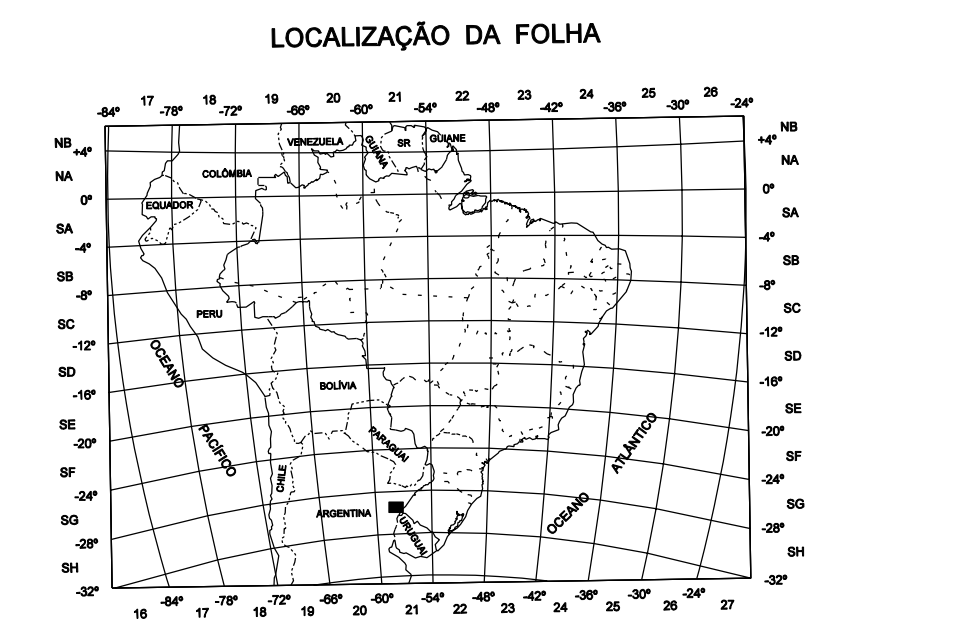 LOCALIZAÇÃO DA FOLHA
17 18 19 20 21 22 23 24 25 26
-84° -78° -72° -66° -60° -54° -48° -42° -36° -30° -24°
NB +4° NB +4°
NA NA
0° 0°
SA SA
-4° -4°
SB SB
-8° -8°
SC SC
-12° -12°
SD SD
-16° -16°
SE SE
-20° -20°
SF SF
-24° -24°
SG SG
-28° -28°
SH SH
-32° -32°
VENEZUELA
GUIANA
SR
GUIANE
COLÔMBIA
EQUADOR
PERU
OCEANO
PACÍFICO
BOLÍVIA
PARAGUAI
CHILE
ARGENTINA
URUGUAI
OCEANO
ATLÂNTICO
-84° -78° -72° -66° -60° -54° -48° -42° -36° -30° -24°
16 17 18 19 20 21 22 23 24 25 26 27